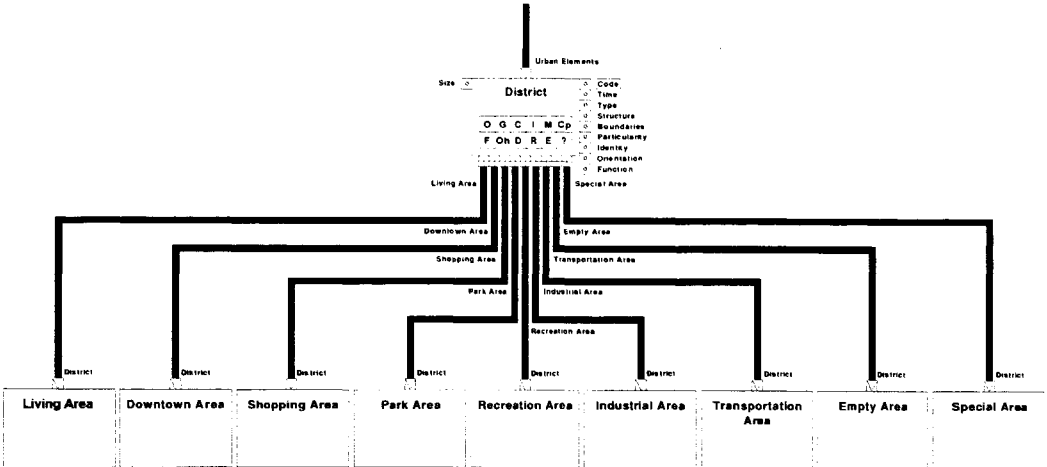 Urban Elements
Size
District
Code
Time
Type
Structure
Boundaries
Particularity
Identity
Orientation
Function
O G C I M Cp
F Oh D R E ?
Living Area
Special Area
Downtown Area
Empty Area
Shopping Area
Transportation Area
Park Area
Industrial Area
Recreation Area
District District District District District District District District District
Living Area
Downtown Area
Shopping Area
Park Area
Recreation Area
Industrial Area
Transportation
Area
Empty Area
Special Area